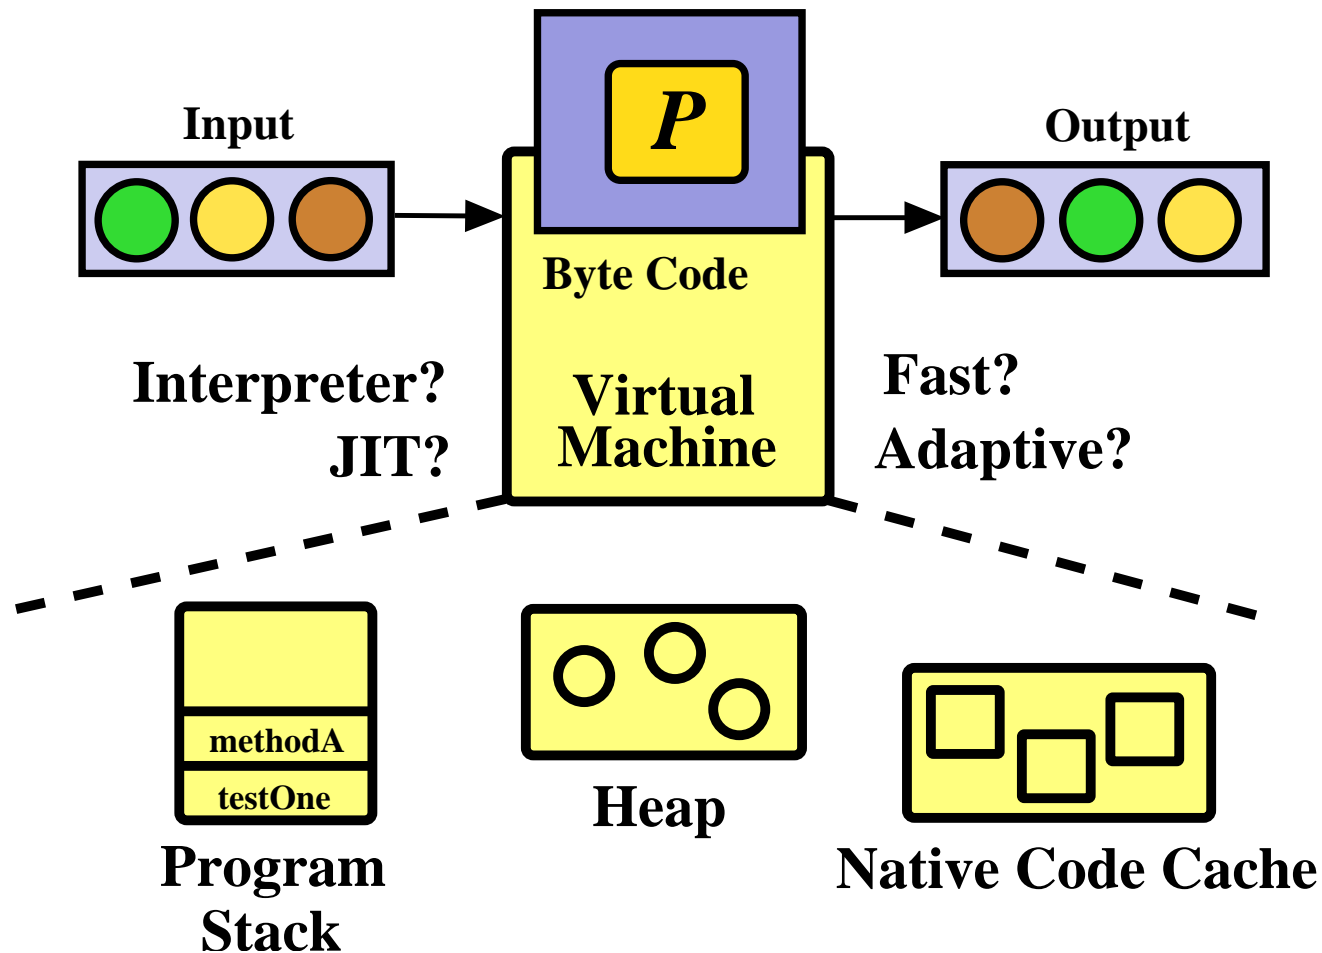 Input
P
Output
Byte Code
Interpreter?
JIT?
Virtual
Machine
Fast?
Adaptive?
methodA
testOne
Program
Stack
Heap
Native Code Cache